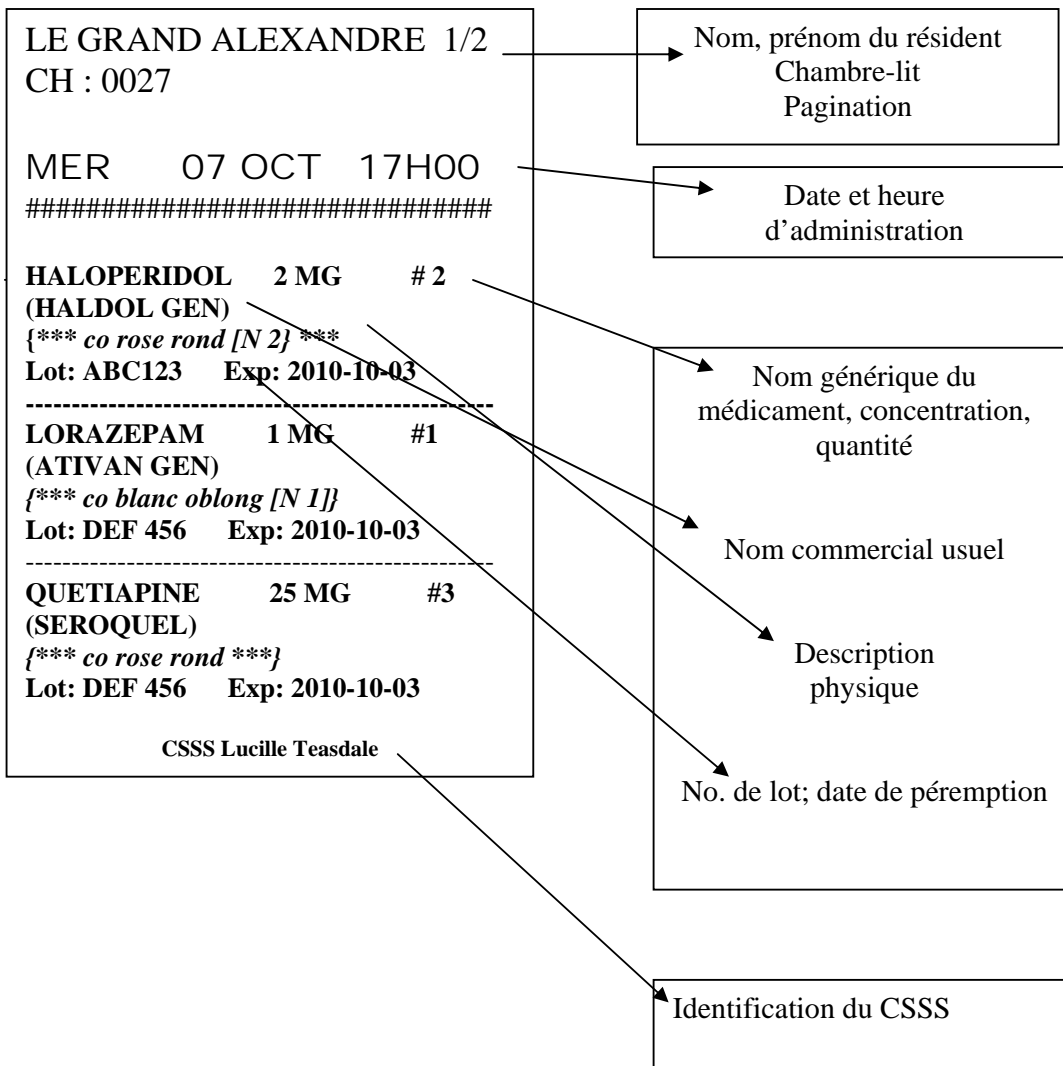 LE GRAND ALEXANDRE 1/2
CH : 0027
MER 07 OCT 17H00
###############################
HALOPERIDOL 2 MG # 2
(HALDOL GEN)
{*** co rose rond [N 2} ***
Lot: ABC123 Exp: 2010-10-03
LORAZEPAM 1 MG #1
(ATIVAN GEN)
{*** co blanc oblong [N 1]}
Lot: DEF 456 Exp: 2010-10-03
QUETIAPINE 25 MG #3
(SEROQUEL)
{*** co rose rond ***}
Lot: DEF 456 Exp: 2010-10-03
CSSS Lucille Teasdale
Nom, prénom du résident
Chambre-lit
Pagination
Date et heure
d’administration
Nom générique du
médicament, concentration,
quantité
Nom commercial usuel
Description
physique
No. de lot; date de péremption
Identification du CSSS